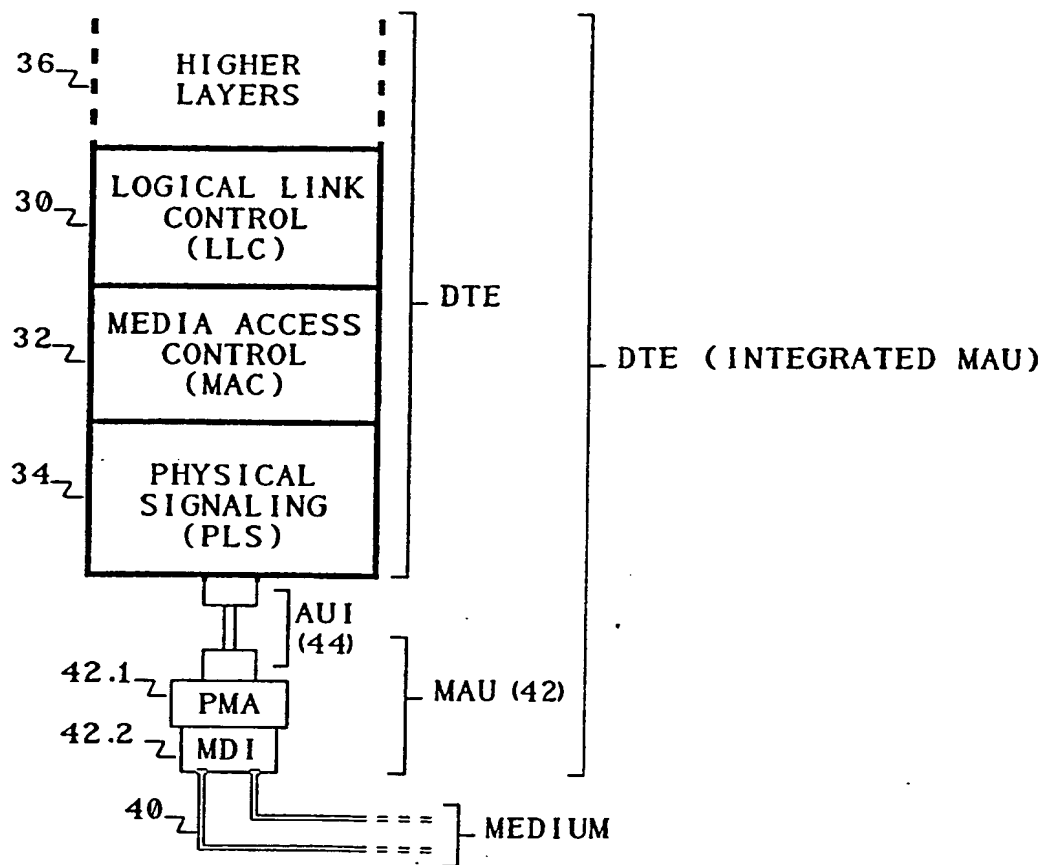 36
HIGHER
LAYERS
30
LOGICAL LINK
CONTROL
(LLC)
DTE
32
MEDIA ACCESS
CONTROL
(MAC)
DTE (INTEGRATED MAU)
34
PHYSICAL
SIGNALING
(PLS)
AUI
(44)
42.1
PMA
MAU (42)
42.2
MDI
40
MEDIUM